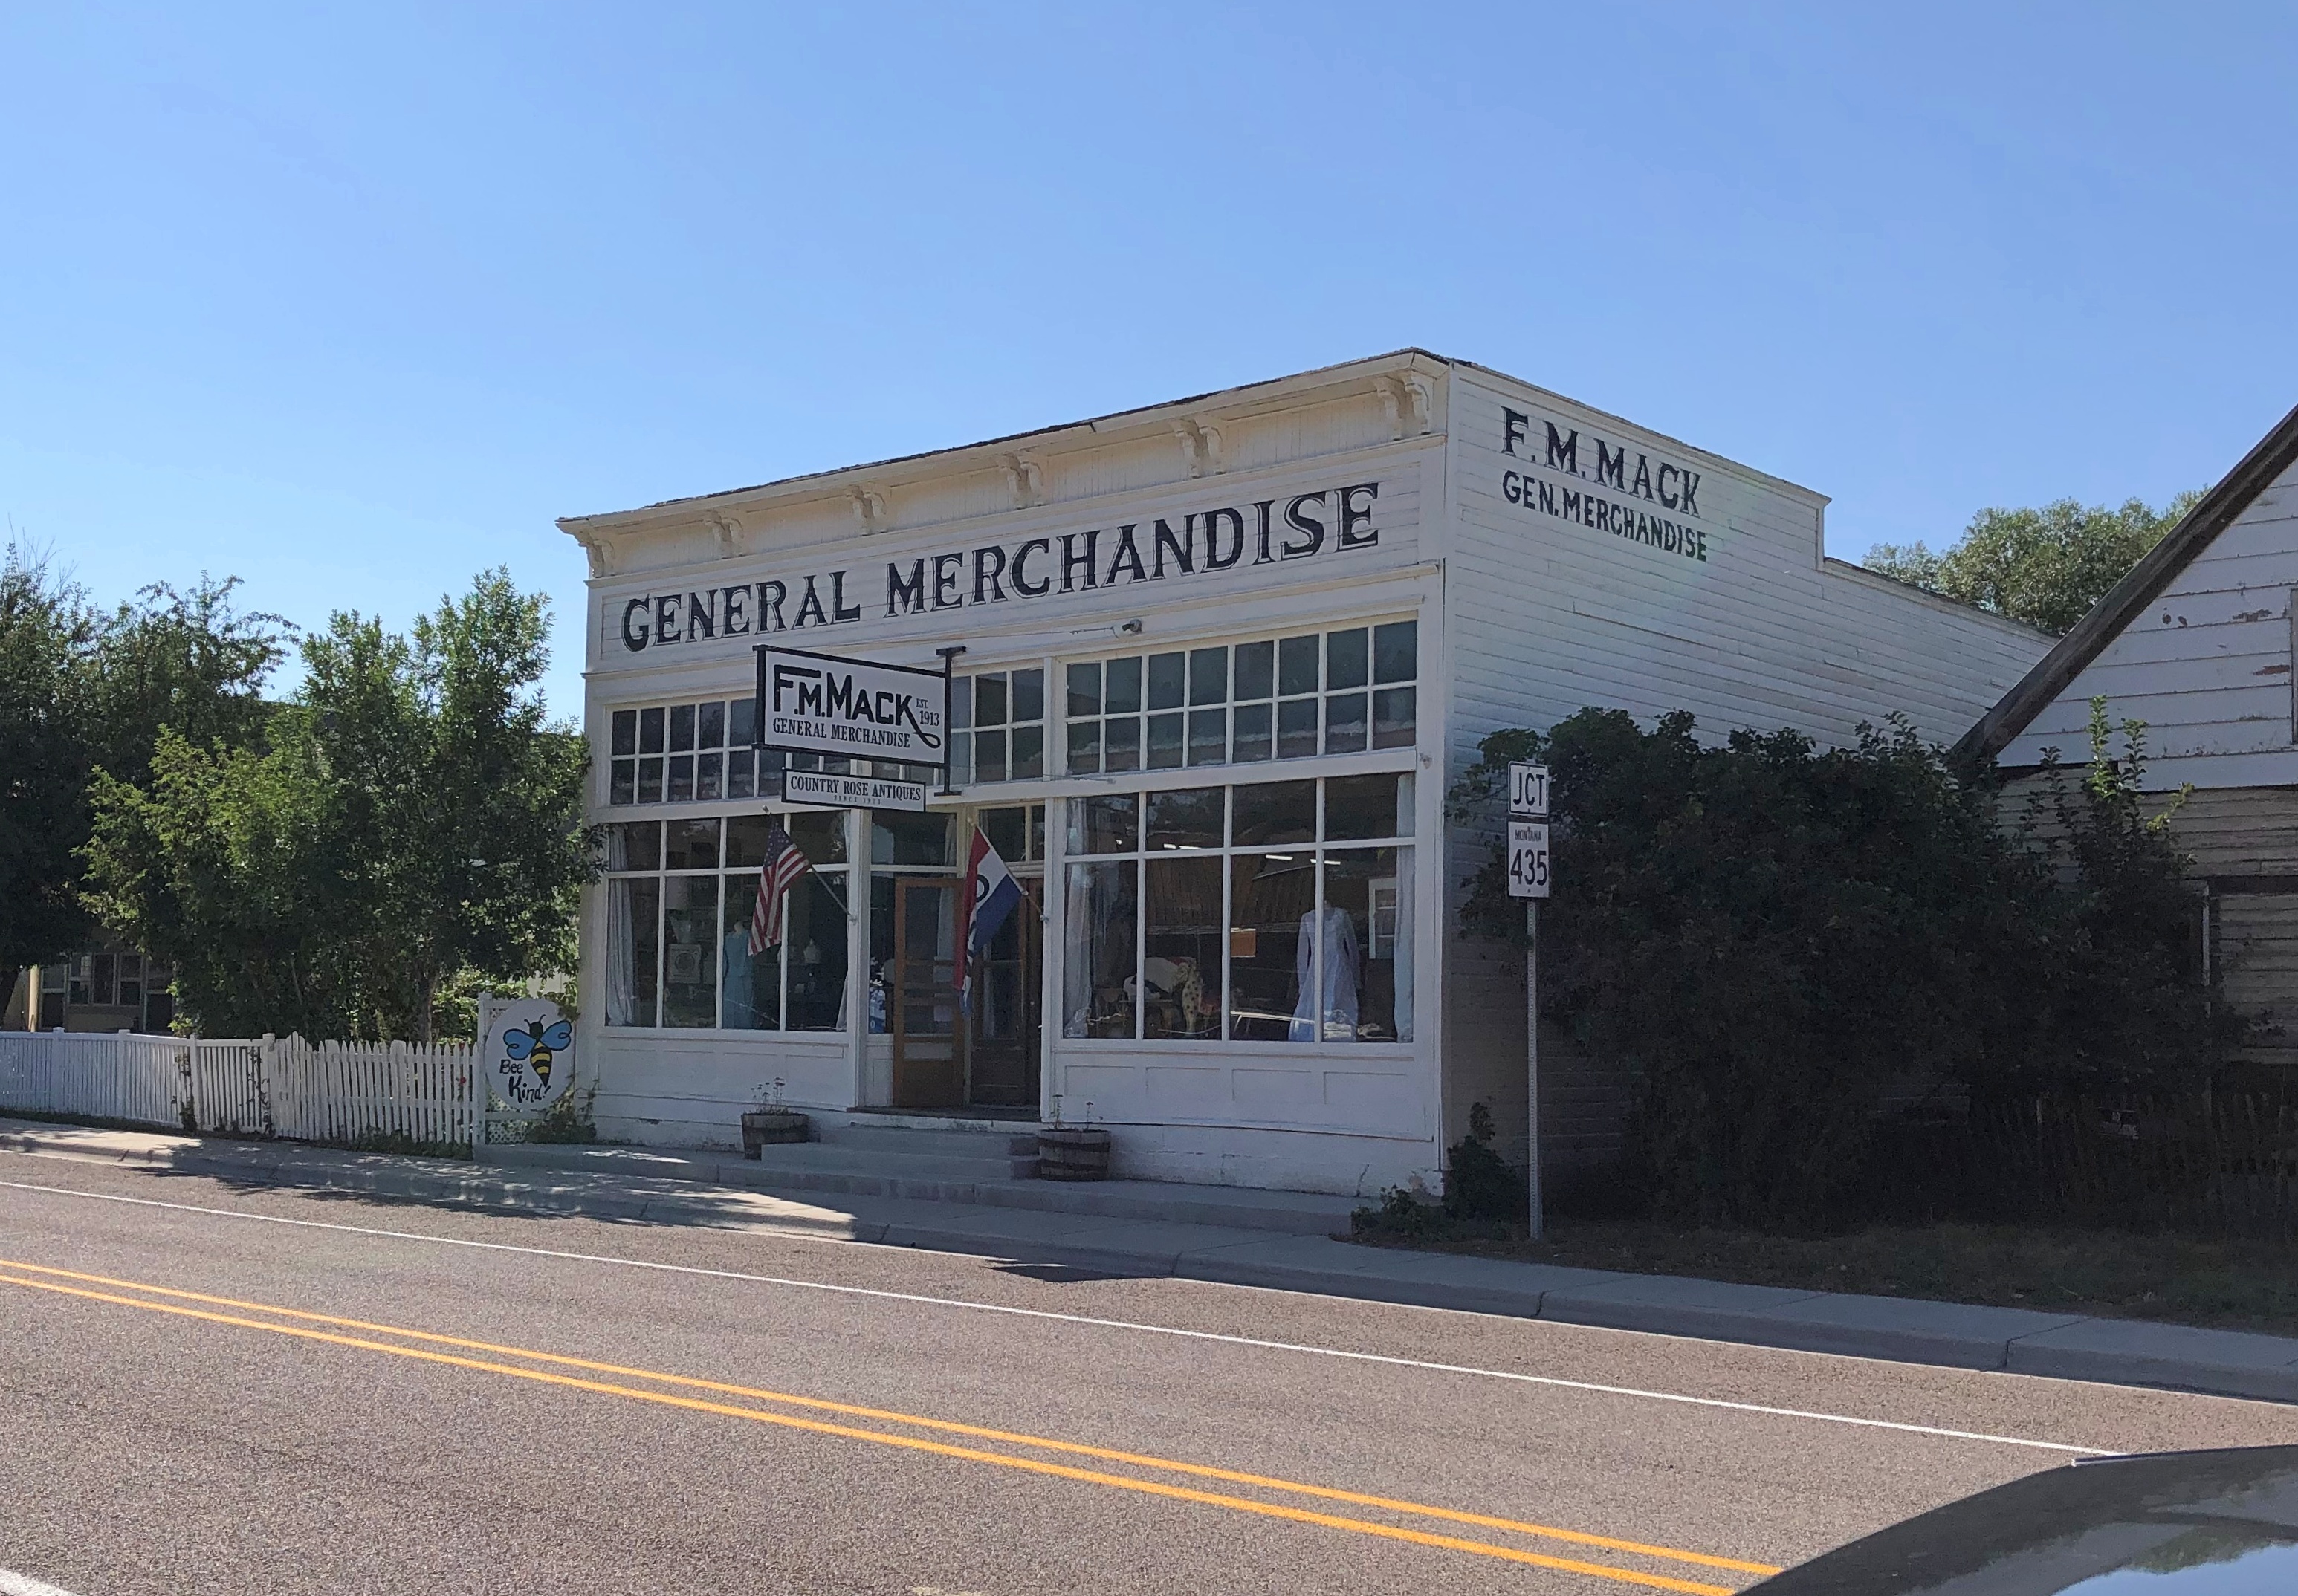 GENERAL MERCHANDISE
F.M. MACK
GEN. MERCHANDISE
F.M. MACK
EST. 1913
GENERAL MERCHANDISE
COUNTRY ROSE ANTIQUES
JCT
MONTANA
435
Bee
Kind!